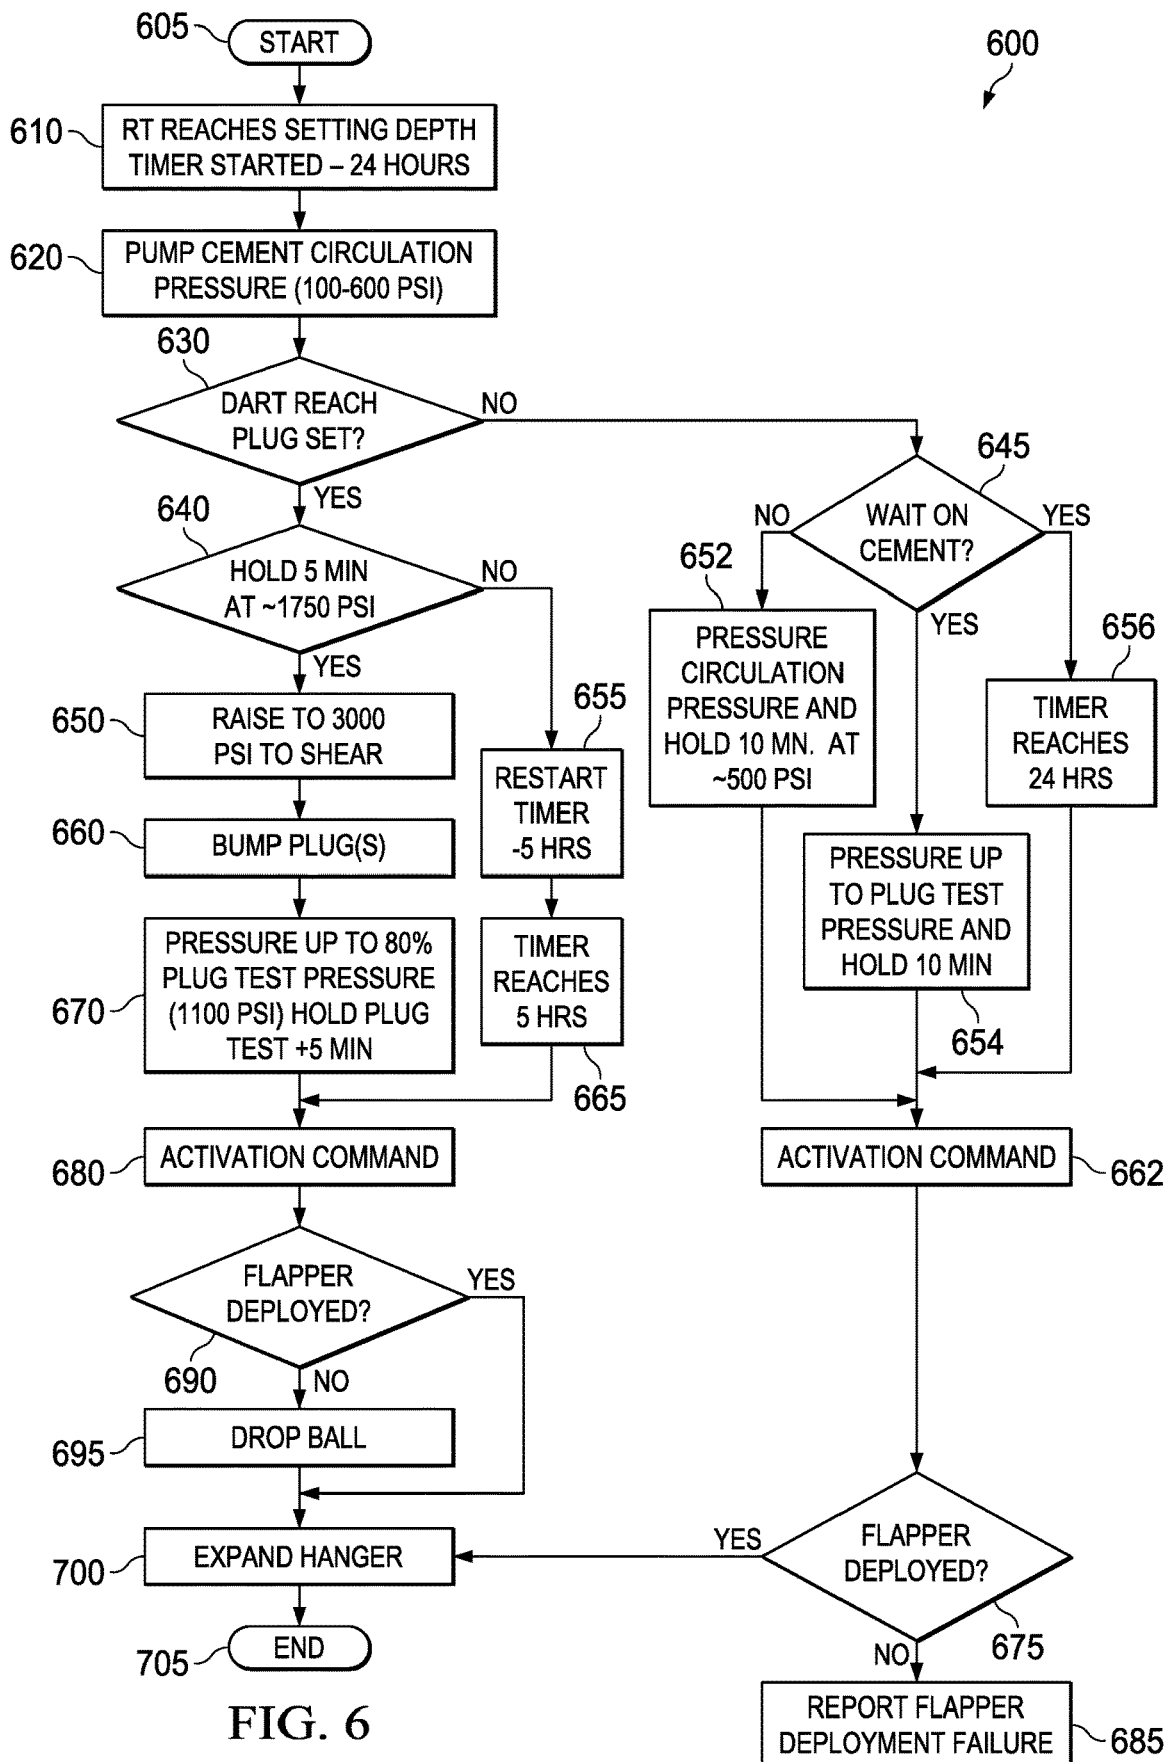 605
START
600
610
RT REACHES SETTING DEPTH
TIMER STARTED – 24 HOURS
620
PUMP CEMENT CIRCULATION
PRESSURE (100-600 PSI)
630
DART REACH
PLUG SET?
NO
YES
645
WAIT ON
CEMENT?
NO
YES
YES
640
HOLD 5 MIN
AT ~1750 PSI
NO
YES
652
PRESSURE
CIRCULATION
PRESSURE AND
HOLD 10 MN. AT
~500 PSI
656
TIMER
REACHES
24 HRS
650
RAISE TO 3000
PSI TO SHEAR
655
RESTART
TIMER
-5 HRS
660
BUMP PLUG(S)
PRESSURE UP
TO PLUG TEST
PRESSURE AND
HOLD 10 MIN
654
670
PRESSURE UP TO 80%
PLUG TEST PRESSURE
(1100 PSI) HOLD PLUG
TEST +5 MIN
TIMER
REACHES
5 HRS
665
680
ACTIVATION COMMAND
ACTIVATION COMMAND
662
FLAPPER
DEPLOYED?
YES
690
NO
695
DROP BALL
700
EXPAND HANGER
YES
FLAPPER
DEPLOYED?
675
NO
705
END
REPORT FLAPPER
DEPLOYMENT FAILURE
685
FIG. 6